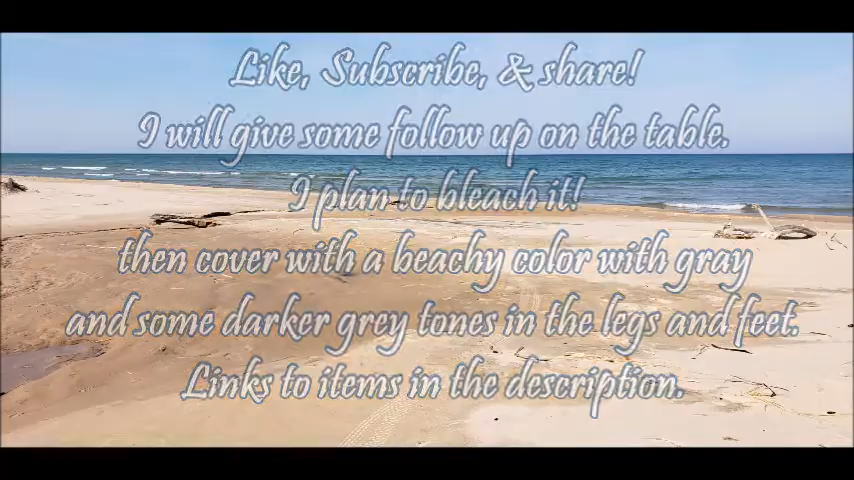 Like, Subscribe, & share!
I will give some follow up on the table.
I plan to bleach it!
then cover with a beachy color with gray
and some darker grey tones in the legs and feet.
Links to items in the description.